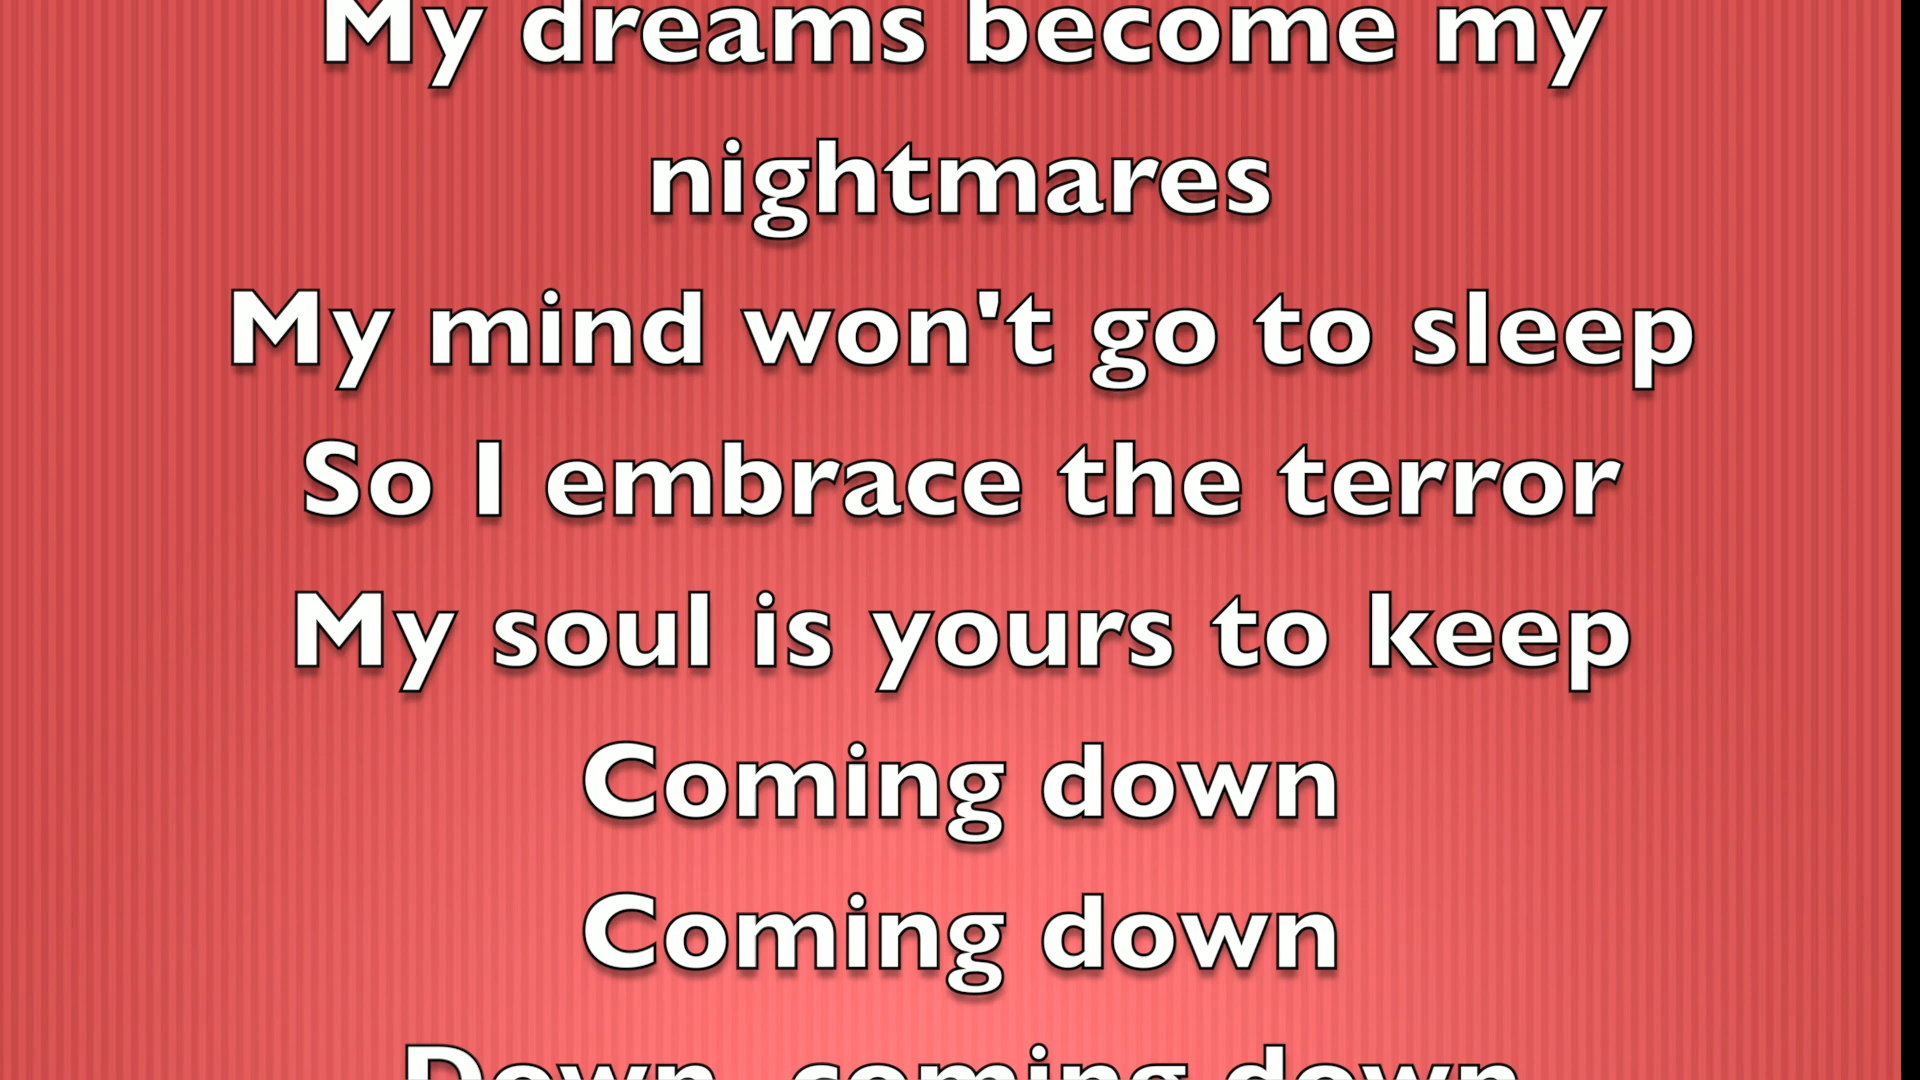 My dreams become my
nightmares
My mind won't go to sleep
So I embrace the terror
My soul is yours to keep
Coming down
Coming down
Down, coming down